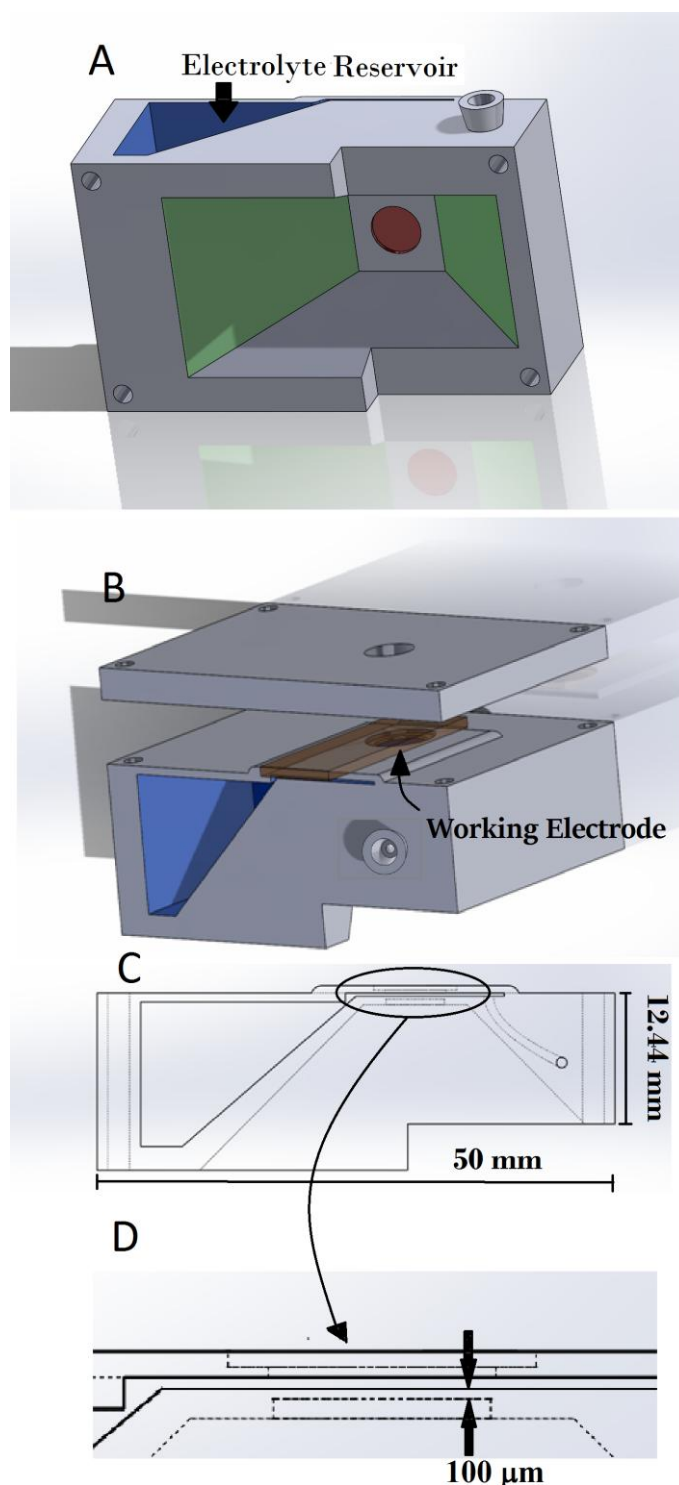 A
Electrolyte Reservoir
B
Working Electrode
C
12.44 mm
50 mm
D
100 μm